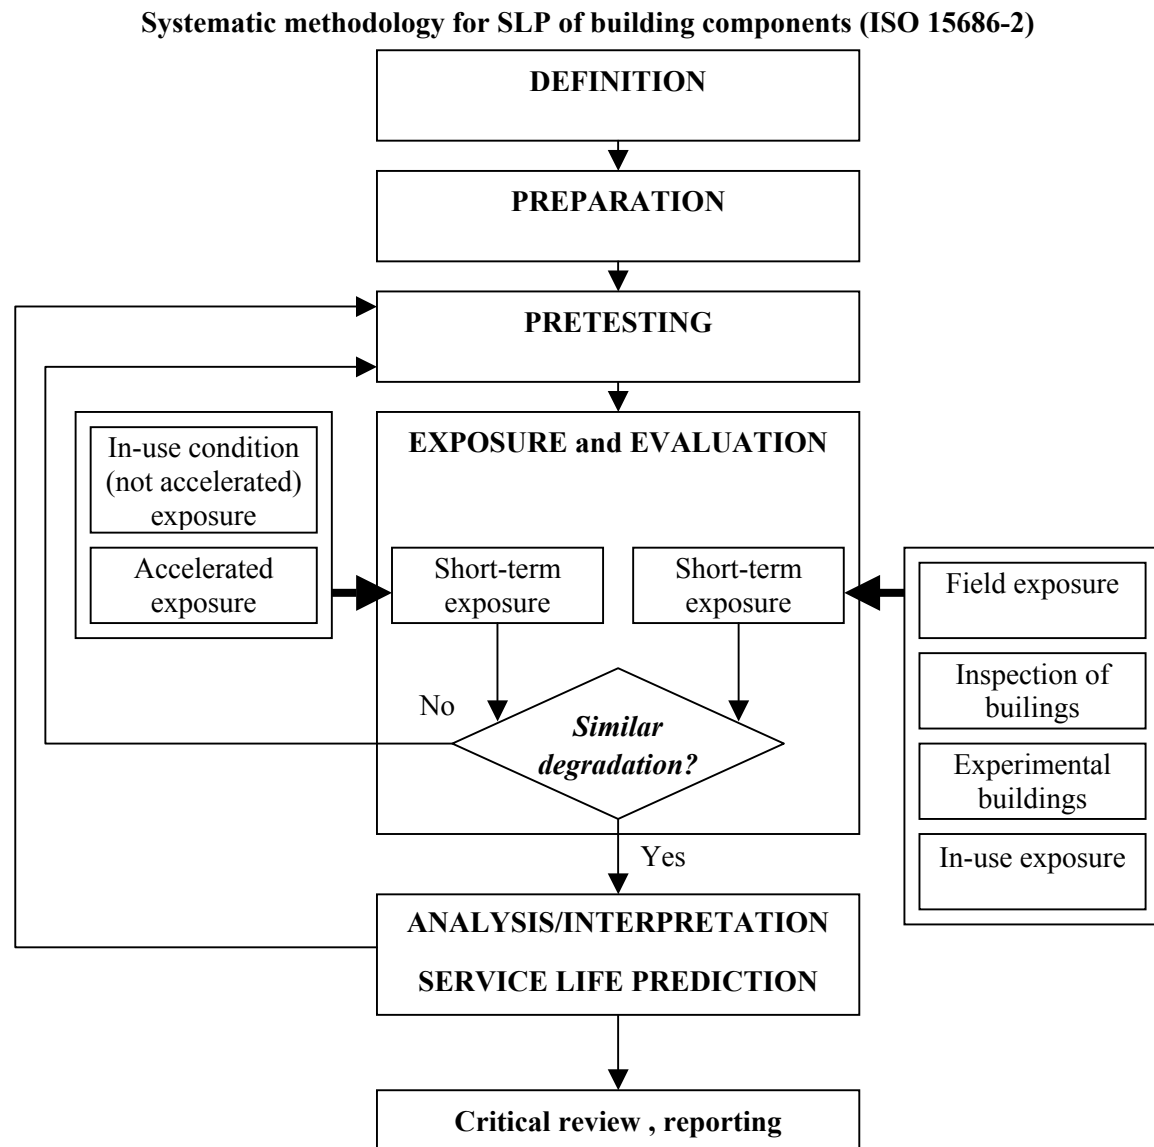 Systematic methodology for SLP of building components (ISO 15686-2)
DEFINITION
PREPARATION
PRETESTING
EXPOSURE and EVALUATION
In-use condition
(not accelerated)
exposure
Accelerated
exposure
Short-term
exposure
Short-term
exposure
Field exposure
Inspection of
builings
Experimental
buildings
In-use exposure
No
Similar
degradation?
Yes
ANALYSIS/INTERPRETATION
SERVICE LIFE PREDICTION
Critical review , reporting